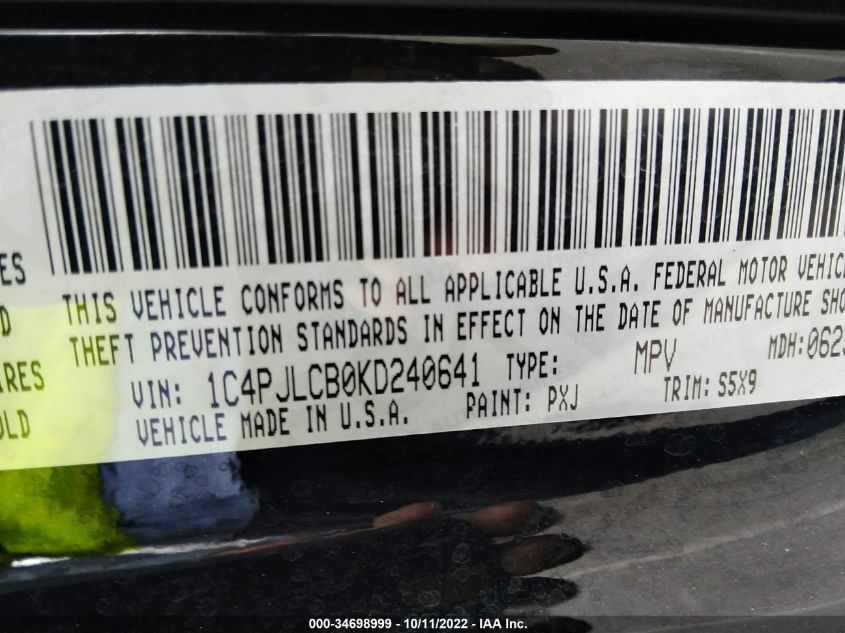 ES
THIS VEHICLE CONFORMS TO ALL APPLICABLE U.S.A. FEDERAL MOTOR VEHIC
D
THEFT PREVENTION STANDARDS IN EFFECT ON THE DATE OF MANUFACTURE SHO
RES
VIN: 1C4PJLCB0KD240641 TYPE: MPV MDH:062
OLD
VEHICLE MADE IN U.S.A. PAINT: PXJ TRIM: S5X9
000-34698999 - 10/11/2022 - IAA Inc.